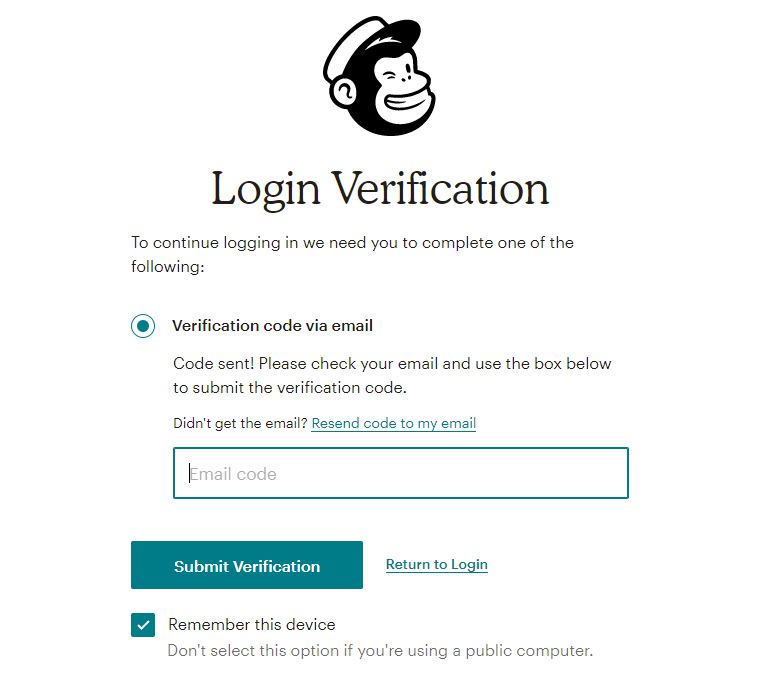 Login Verification
To continue logging in we need you to complete one of the
following:
Verification code via email
Code sent! Please check your email and use the box below
to submit the verification code.
Didn't get the email? Resend code to my email
Email code
Submit Verification Return to Login
Remember this device
Don't select this option if you're using a public computer.